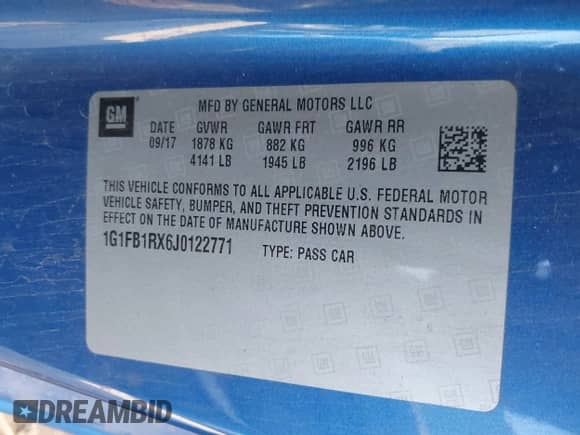 GM
MFD BY GENERAL MOTORS LLC
DATE GVWR GAWR FRT GAWR RR
09/17 1878 KG 882 KG 996 KG
4141 LB 1945 LB 2196 LB
THIS VEHICLE CONFORMS TO ALL APPLICABLE U.S. FEDERAL MOTOR
VEHICLE SAFETY, BUMPER, AND THEFT PREVENTION STANDARDS IN
EFFECT ON THE DATE OF MANUFACTURE SHOWN ABOVE.
1G1FB1RX6J0122771 TYPE: PASS CAR
DREAMBID